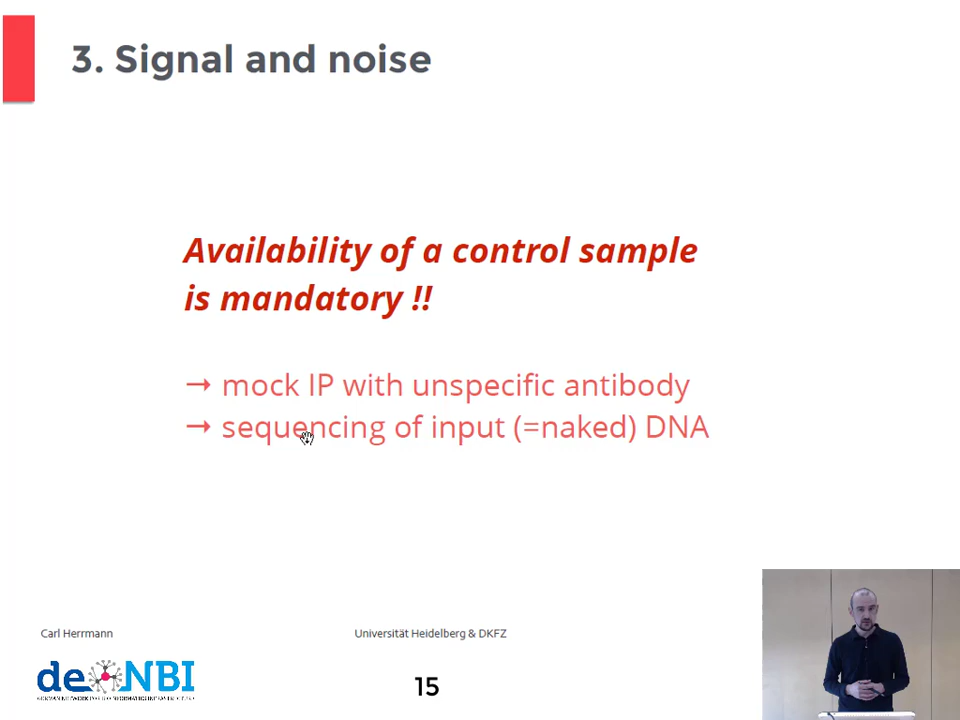 3. Signal and noise
Availability of a control sample
is mandatory !!
→ mock IP with unspecific antibody
→ sequencing of input (=naked) DNA
Carl Herrmann
Universität Heidelberg & DKFZ
de NBI
15